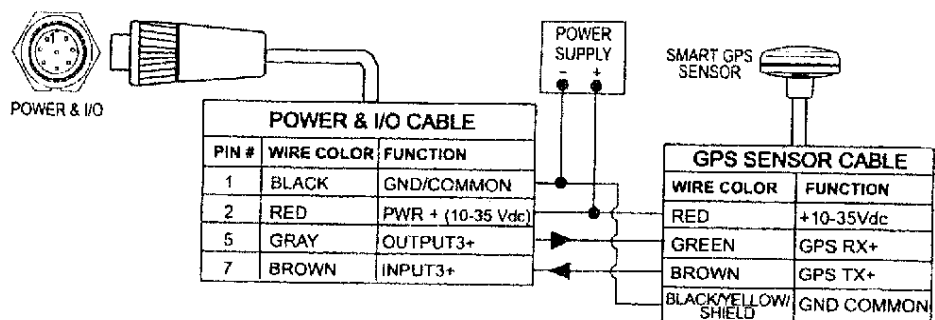 1
POWER & I/O
POWER
SUPPLY
- +
SMART GPS
SENSOR
POWER & I/O CABLE
PIN # WIRE COLOR FUNCTION
1 BLACK GND/COMMON
2 RED PWR + (10-35 Vdc)
5 GRAY OUTPUT3+
7 BROWN INPUT3+
GPS SENSOR CABLE
WIRE COLOR FUNCTION
RED +10-35Vdc
GREEN GPS RX+
BROWN GPS TX+
BLACK/YELLOW/
SHIELD GND COMMON